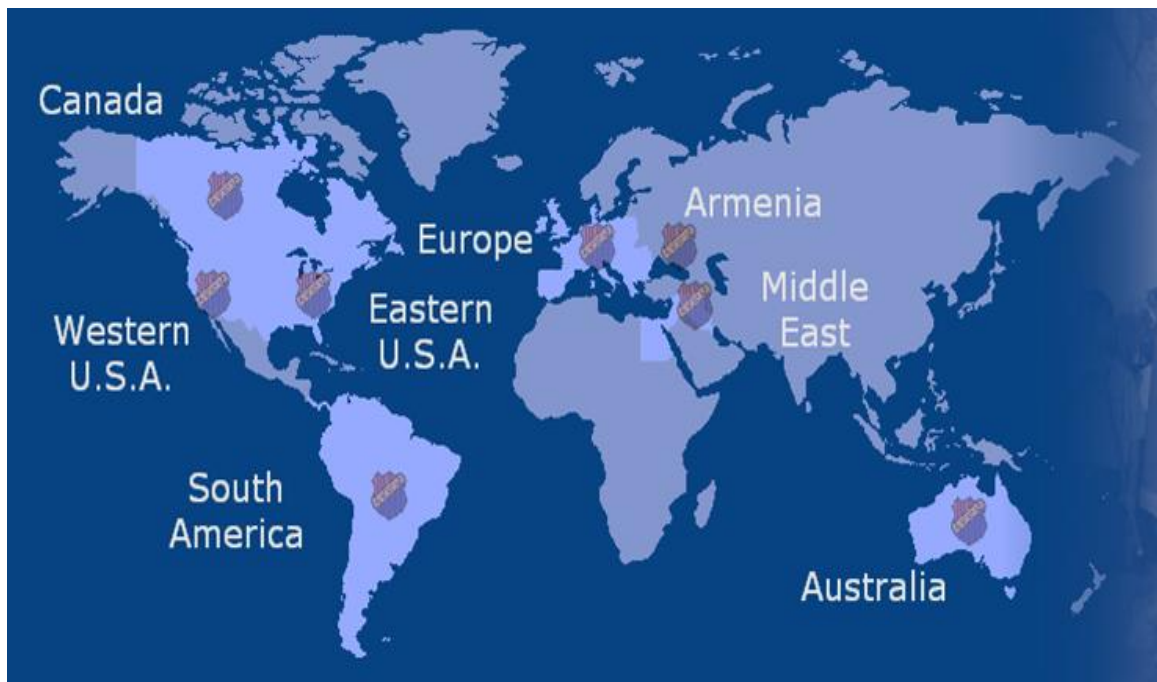 Canada
Armenia
Europe
Middle
East
Eastern
U.S.A.
Western
U.S.A.
South
America
Australia